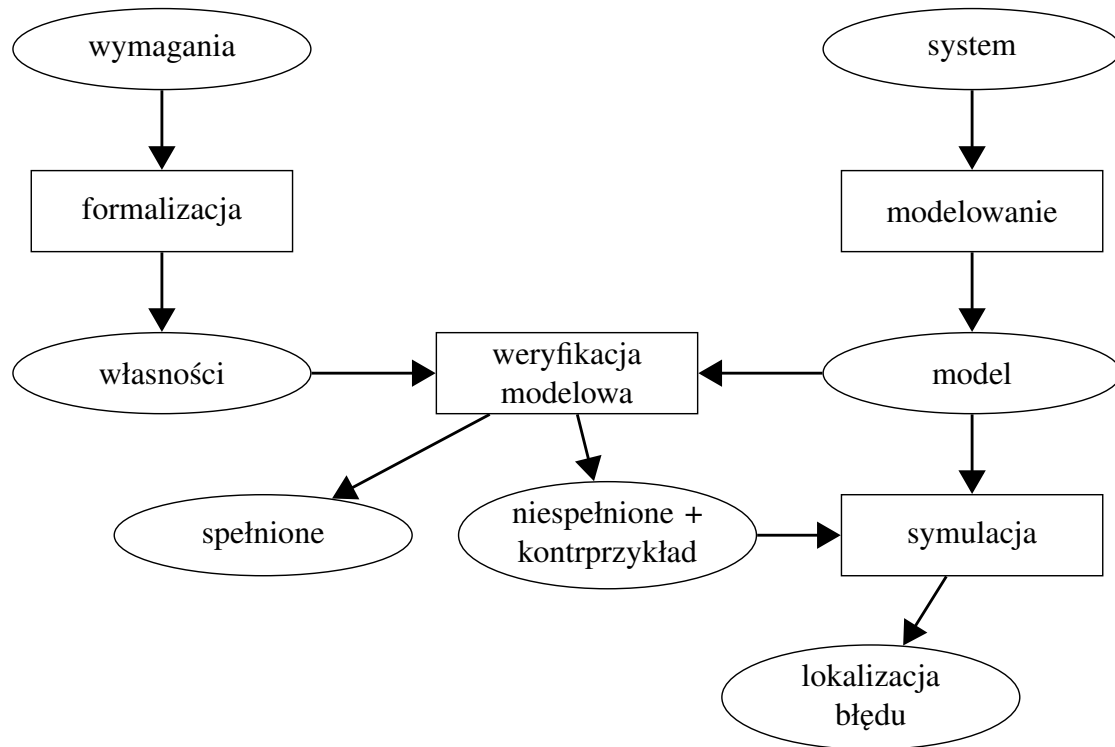 wymagania
system
formalizacja
modelowanie
własności
weryfikacja
modelowa
model
spełnione
niespełnione +
kontrprzykład
symulacja
lokalizacja
błędu